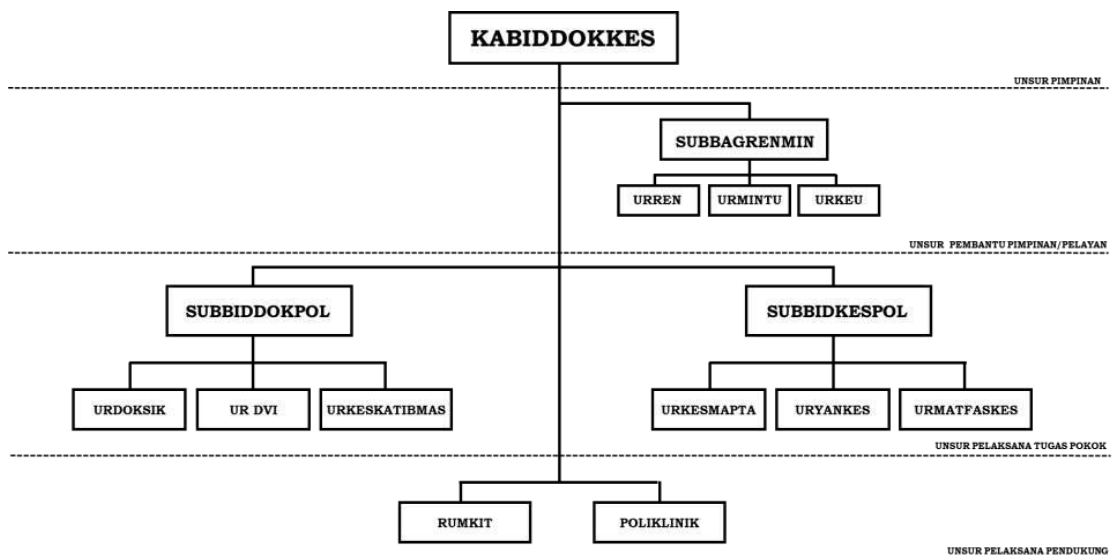 KABIDDOKKES
UNSUR PIMPINAN
SUBBAGRENMIN
URREN
URMINTU
URKEU
UNSUR PEMBANTU PIMPINAN/PELAYAN
SUBBIDDOKPOL
SUBBIDKESPOL
URDOKSIK
UR DVI
URKESKATIBMAS
URKESMAPTA
URYANKES
URMATFASKES
UNSUR PELAKSANA TUGAS POKOK
RUMKIT
POLIKLINIK
UNSUR PELAKSANA PENDUKUNG